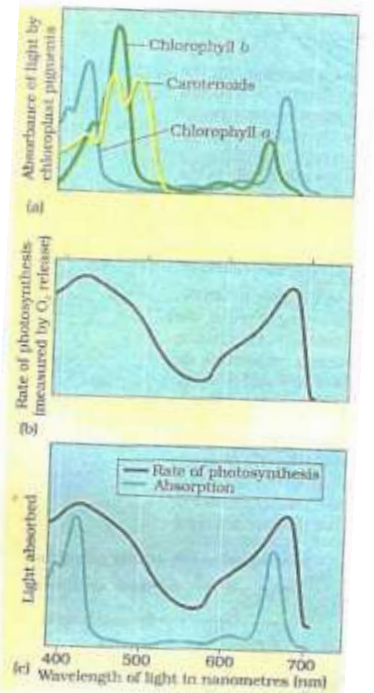 Absorbance of light by
chloroplast pigments
Chlorophyll b
Carotenoids
Chlorophyll a
(a)
Rate of photosynthesis
(measured by O₂ release)
(b)
Light absorbed
Rate of photosynthesis
Absorption
400 500 600 700
(c) Wavelength of light in nanometres (nm)